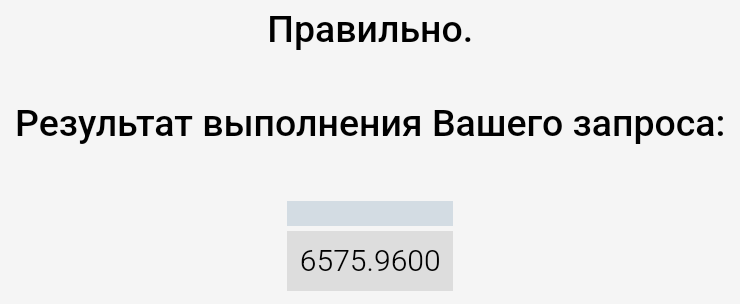 Правильно.
Результат выполнения Вашего запроса:
6575.9600